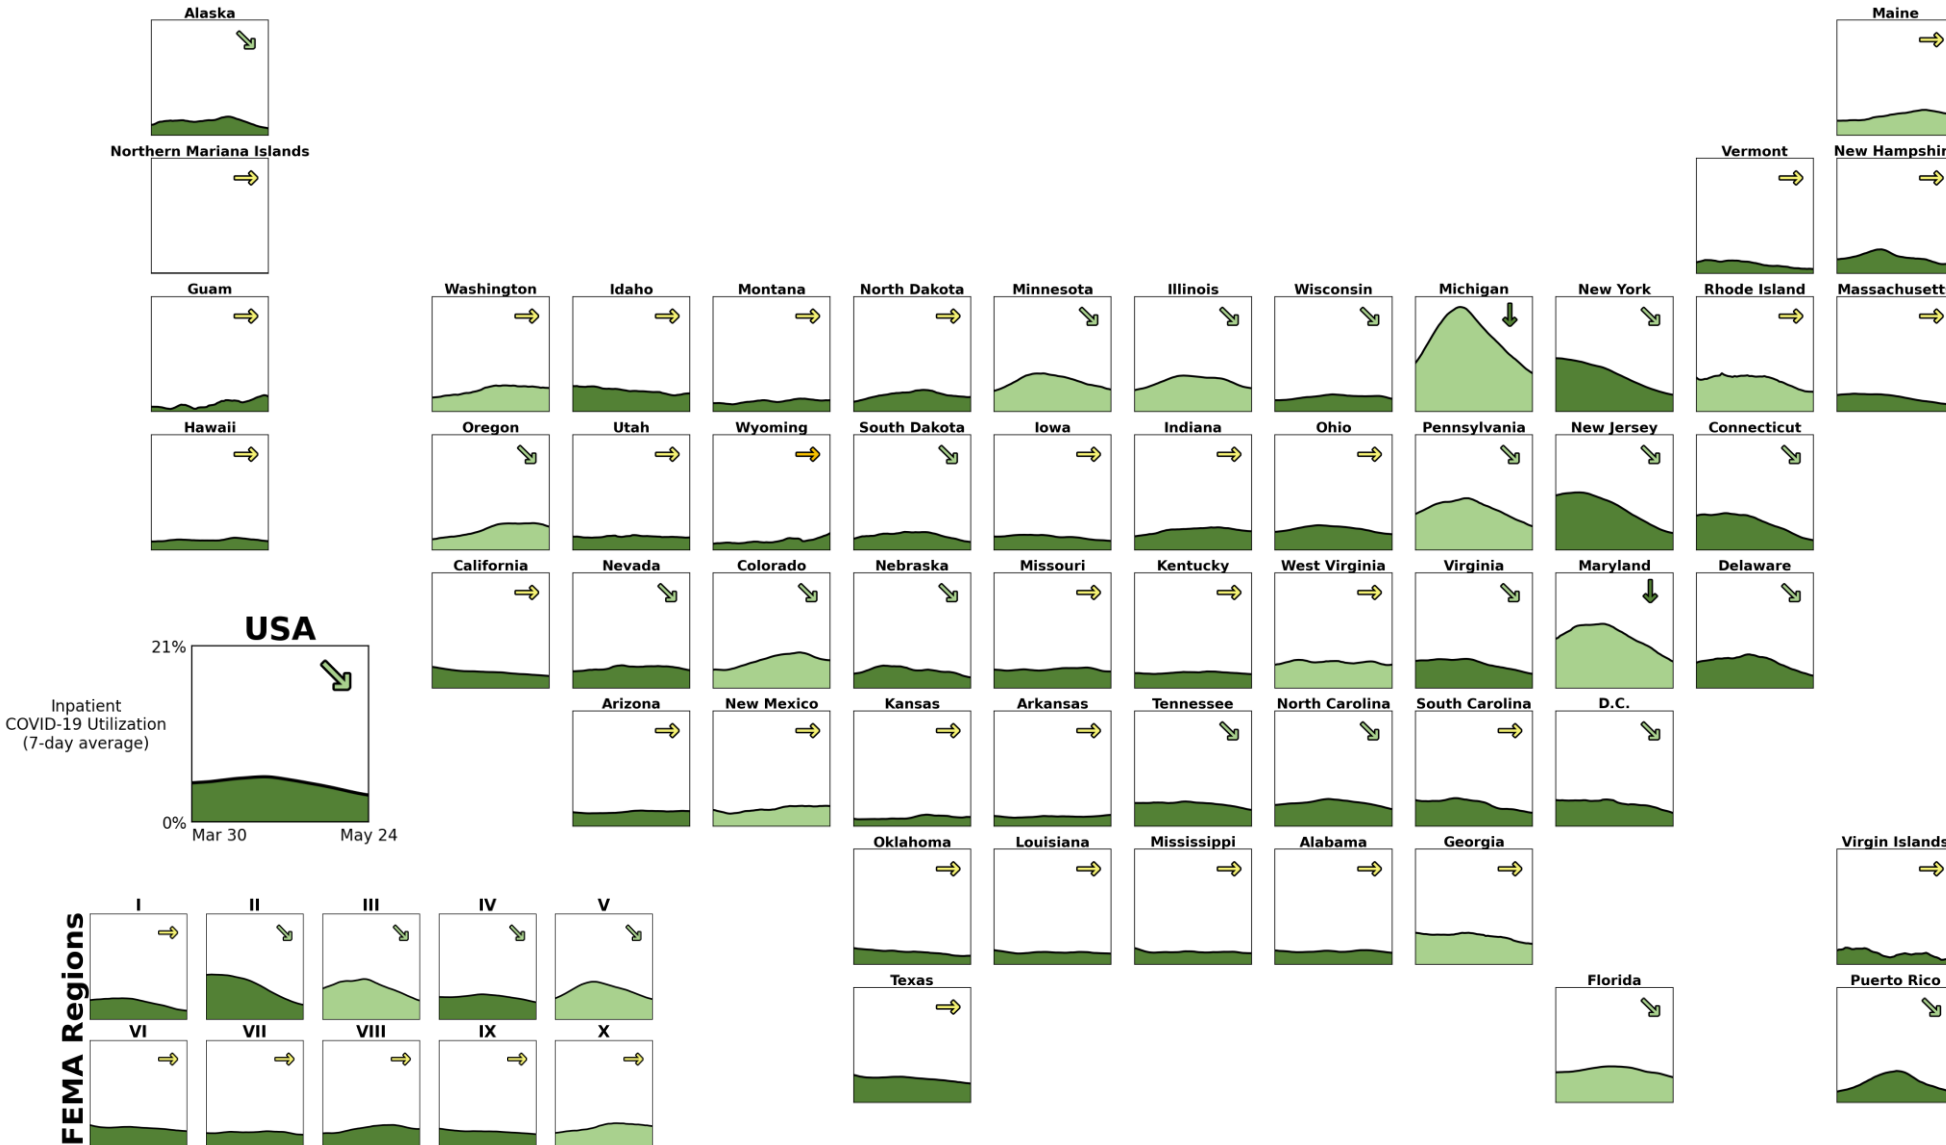 Alaska
Maine
Northern Mariana Islands
Vermont
New Hampshir
Guam
Washington
Idaho
Montana
North Dakota
Minnesota
Illinois
Wisconsin
Michigan
New York
Rhode Island
Massachusett
Hawaii
Oregon
Utah
Wyoming
South Dakota
Iowa
Indiana
Ohio
Pennsylvania
New Jersey
Connecticut
California
Nevada
Colorado
Nebraska
Missouri
Kentucky
West Virginia
Virginia
Maryland
Delaware
USA
21%
Inpatient
COVID-19 Utilization
(7-day average)
0%
Mar 30
May 24
Arizona
New Mexico
Kansas
Arkansas
Tennessee
North Carolina
South Carolina
D.C.
Oklahoma
Louisiana
Mississippi
Alabama
Georgia
Virgin Islands
Texas
Florida
Puerto Rico
FEMA Regions
I
II
III
IV
V
VI
VII
VIII
IX
X